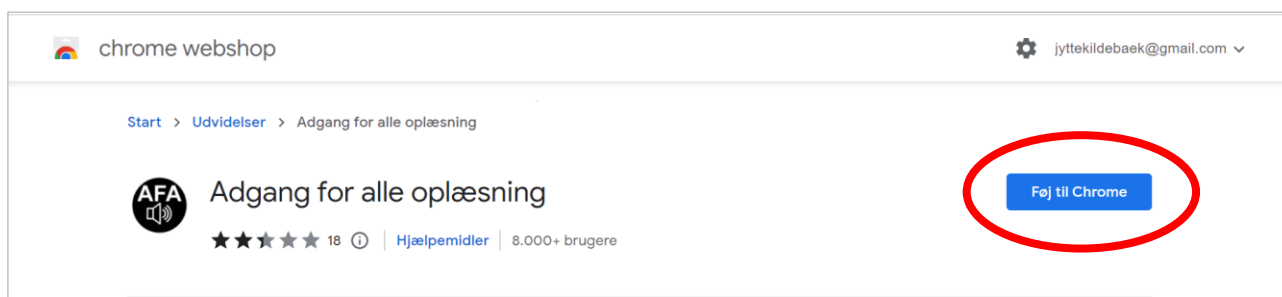 chrome webshop
jyttekildebaek@gmail.com
Start > Udvidelser > Adgang for alle oplæsning
AFA
Adgang for alle oplæsning
Føj til Chrome
18 | Hjælpemidler | 8.000+ brugere